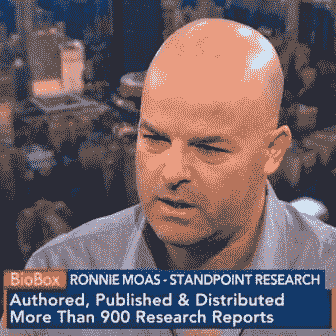 BioBox RONNIE MOAS - STANDPOINT RESEARCH
Authored, Published & Distributed
More Than 900 Research Reports